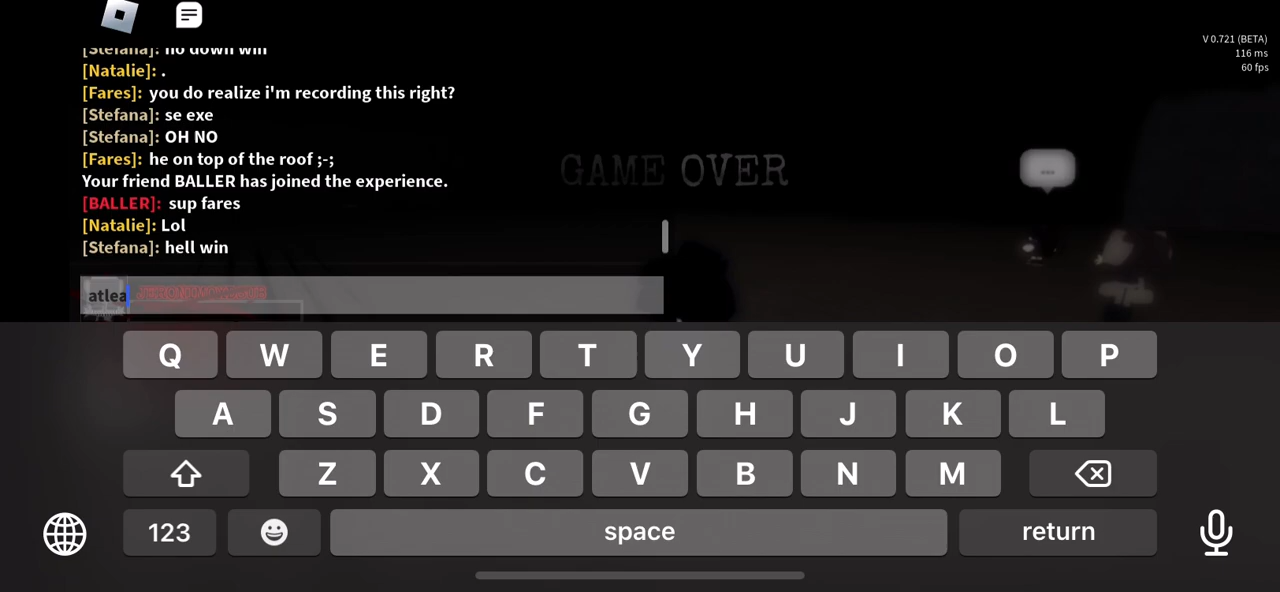 [Stefana]: no down win
[Natalie]: .
[Fares]: you do realize i'm recording this right?
[Stefana]: se exe
[Stefana]: OH NO
[Fares]: he on top of the roof ;-;
Your friend BALLER has joined the experience.
[BALLER]: sup fares
[Natalie]: Lol
[Stefana]: hell win
atlea
V 0.721 (BETA)
116 ms
60 fps
GAME OVER
...
Q W E R T Y U I O P
A S D F G H J K L
Z X C V B N M
123 space return